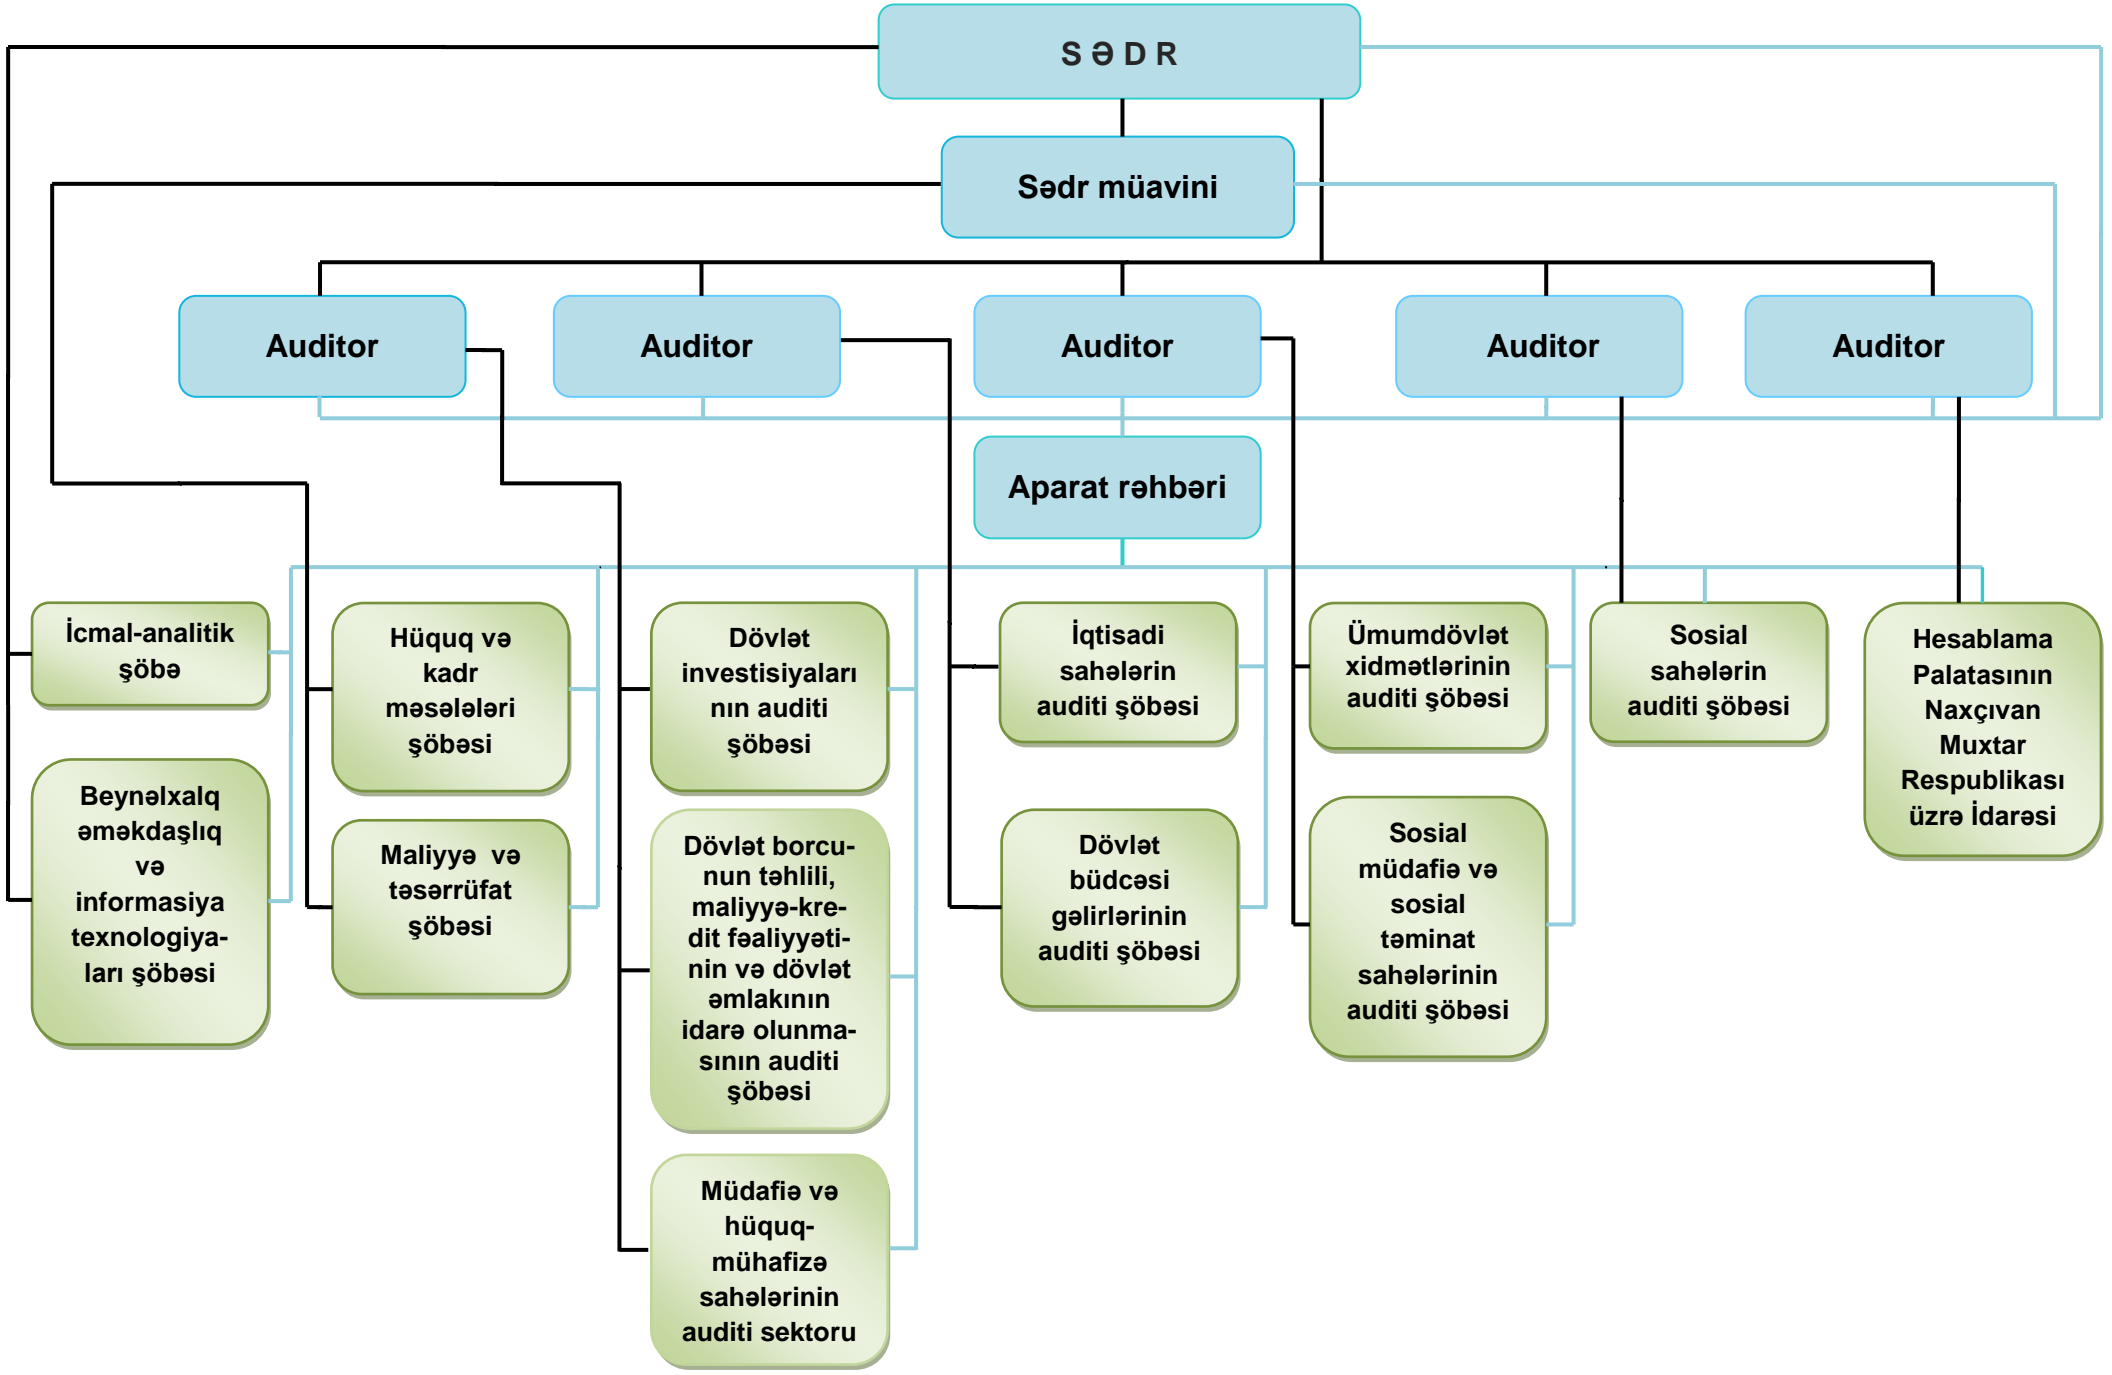 S Ə D R
Sədr müavini
Auditor
Auditor
Auditor
Auditor
Auditor
Aparat rəhbəri
İcmal-analitik
şöbə
Hüquq və
kadr
məsələləri
şöbəsi
Dövlət
investisiyaları
nın auditi
şöbəsi
İqtisadi
sahələrin
auditi şöbəsi
Ümumdövlət
xidmətlərinin
auditi şöbəsi
Sosial
sahələrin
auditi şöbəsi
Hesablama
Palatasının
Naxçıvan
Muxtar
Respublikası
üzrə İdarəsi
Beynəlxalq
əməkdaşlıq
və
informasiya
texnologiya-
ları şöbəsi
Maliyyə və
təsərrüfat
şöbəsi
Dövlət borcu-
nun təhlili,
maliyyə-kre-
dit fəaliyyəti-
nin və dövlət
əmlakının
idarə olunma-
sının auditi
şöbəsi
Dövlət
büdcəsi
gəlirlərinin
auditi şöbəsi
Sosial
müdafiə və
sosial
təminat
sahələrinin
auditi şöbəsi
Müdafiə və
hüquq-
mühafizə
sahələrinin
auditi sektoru